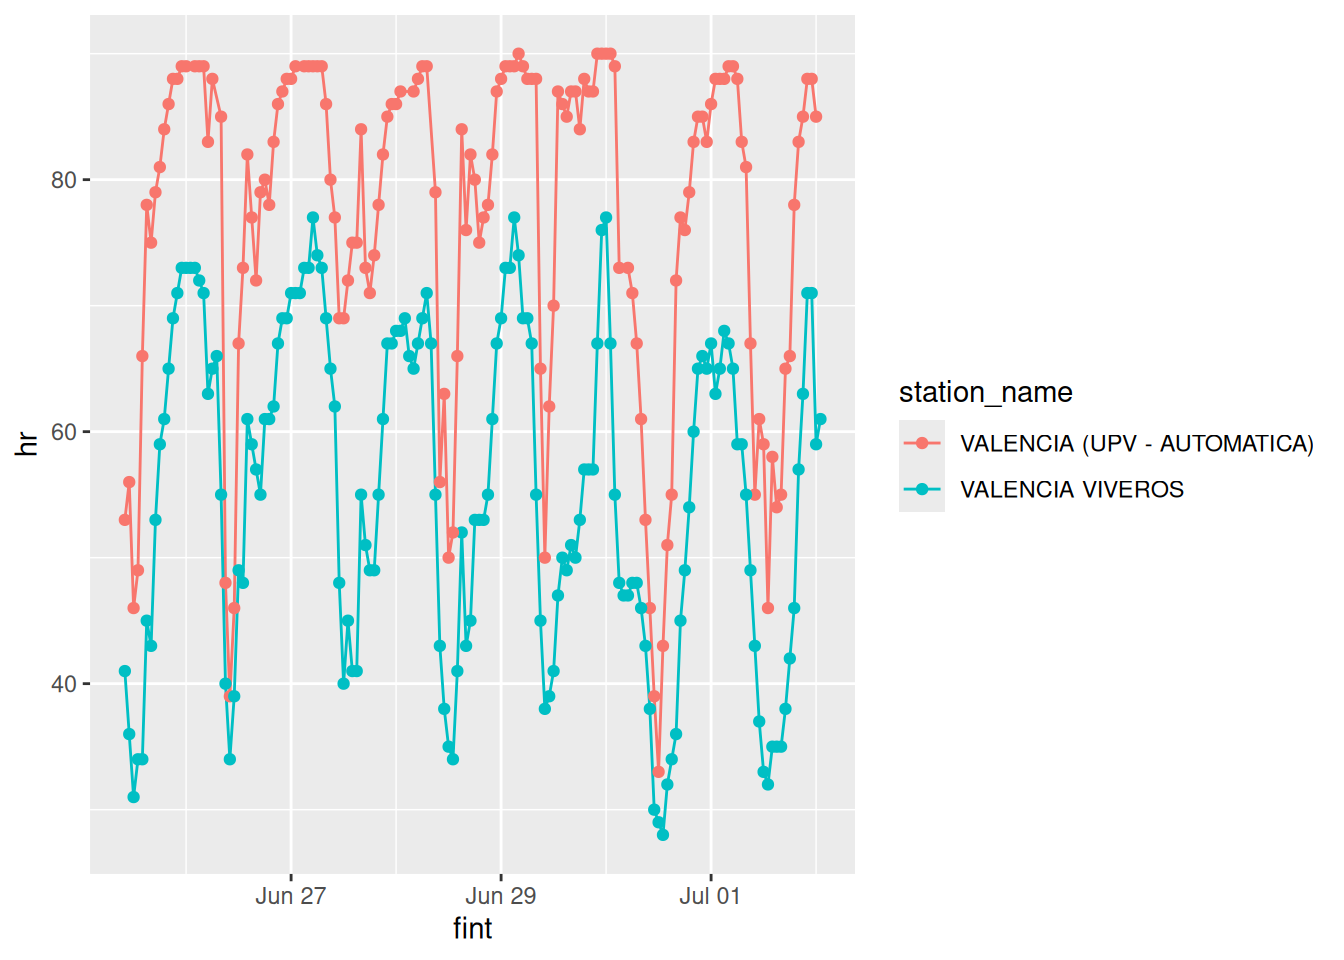 hr
80
60
40
Jun 27
Jun 29
Jul 01
fint
station_name
VALENCIA (UPV - AUTOMATICA)
VALENCIA VIVEROS